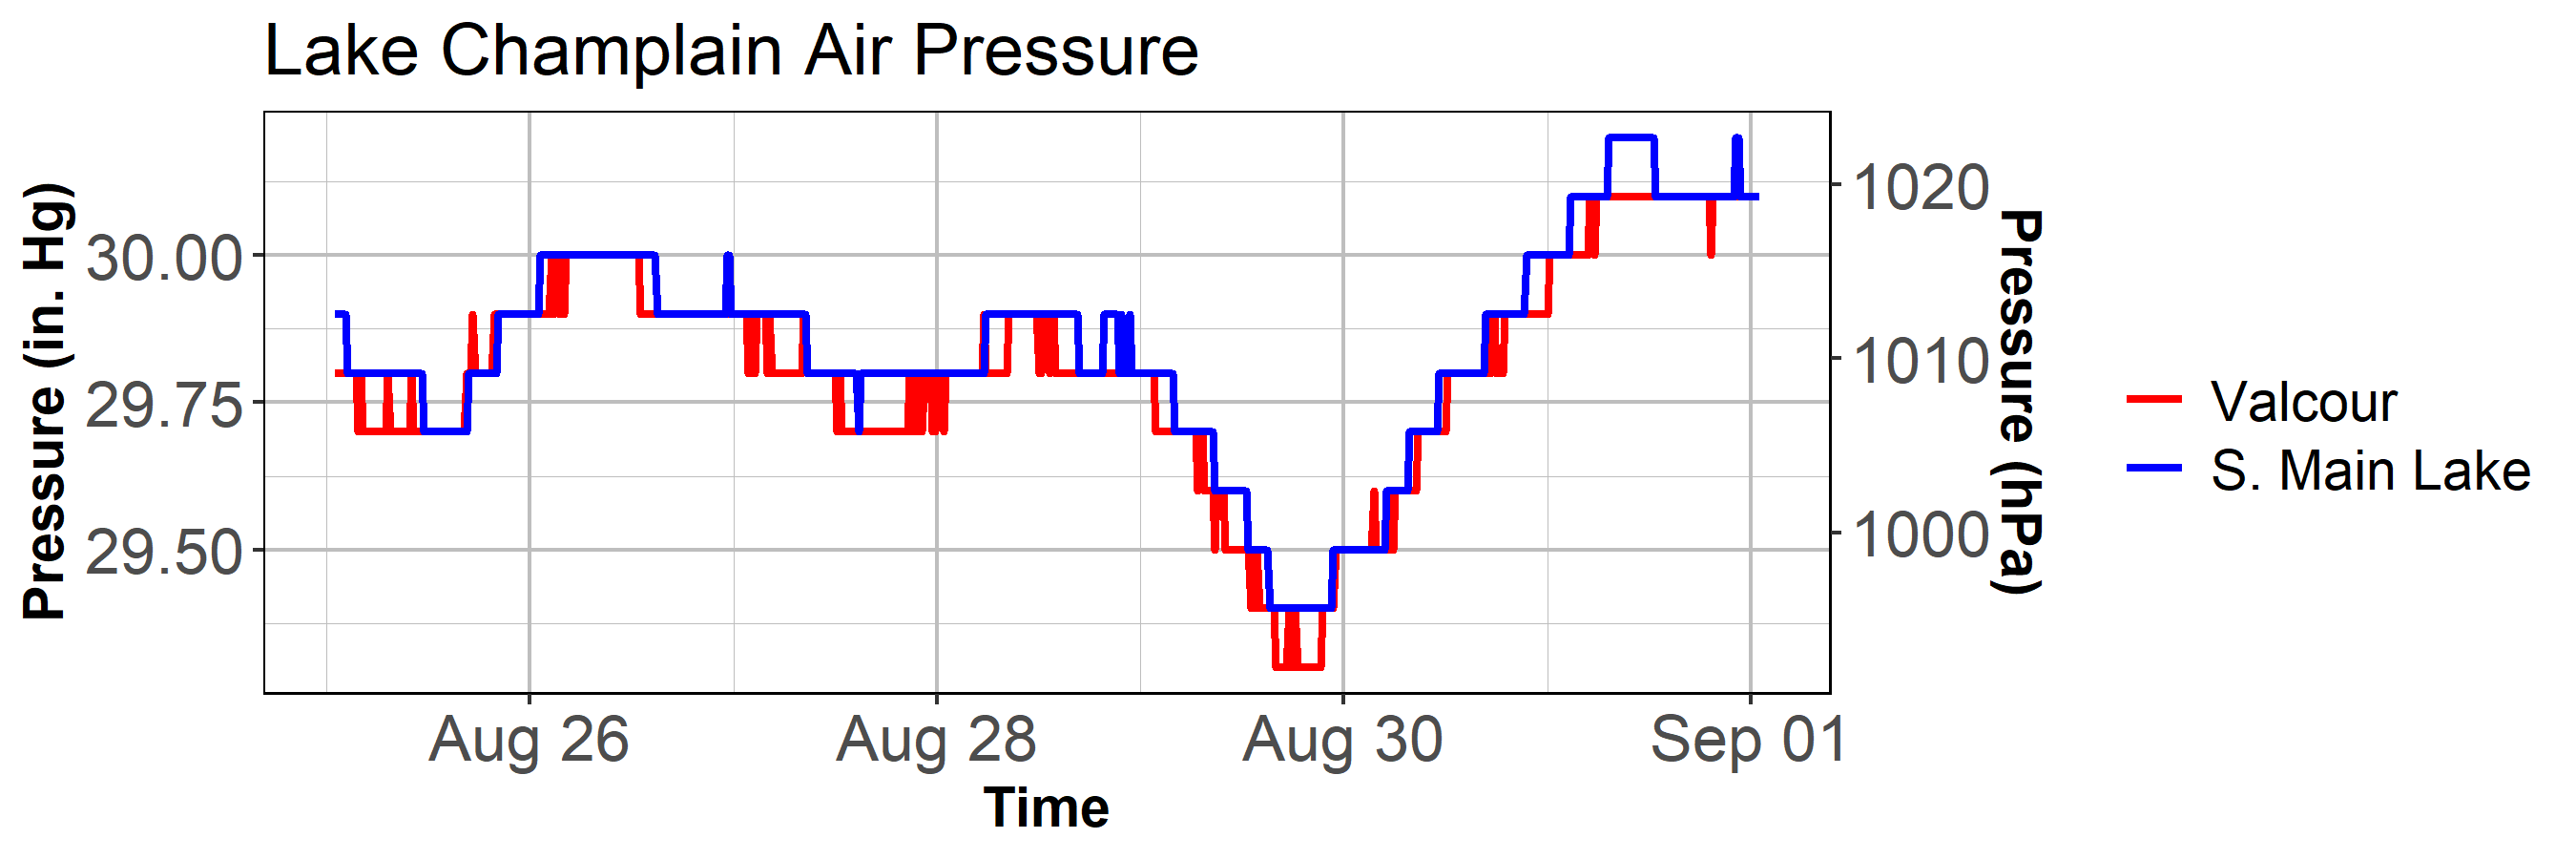 Lake Champlain Air Pressure
Pressure (in. Hg)
30.00
29.75
29.50
1020
1010
1000
Pressure (hPa)
Aug 26
Aug 28
Aug 30
Sep 01
Time
Valcour
S. Main Lake